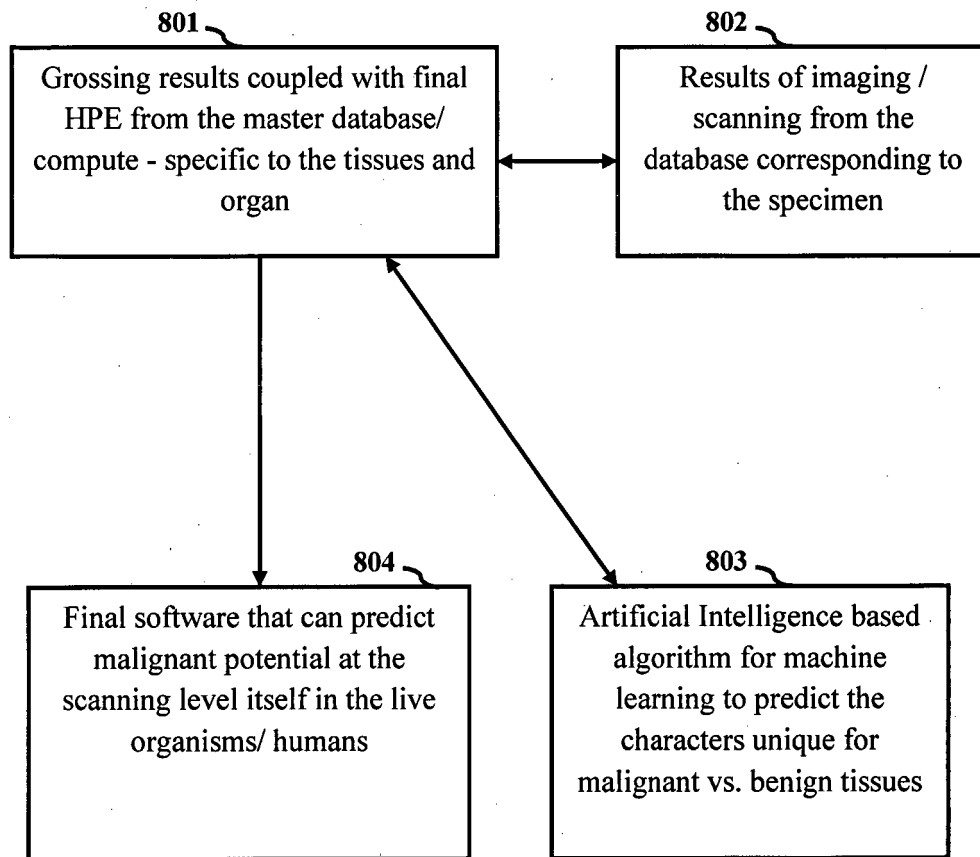 801
Grossing results coupled with final
HPE from the master database/
compute - specific to the tissues and
organ
802
Results of imaging /
scanning from the
database corresponding to
the specimen
804
Final software that can predict
malignant potential at the
scanning level itself in the live
organisms/ humans
803
Artificial Intelligence based
algorithm for machine
learning to predict the
characters unique for
malignant vs. benign tissues